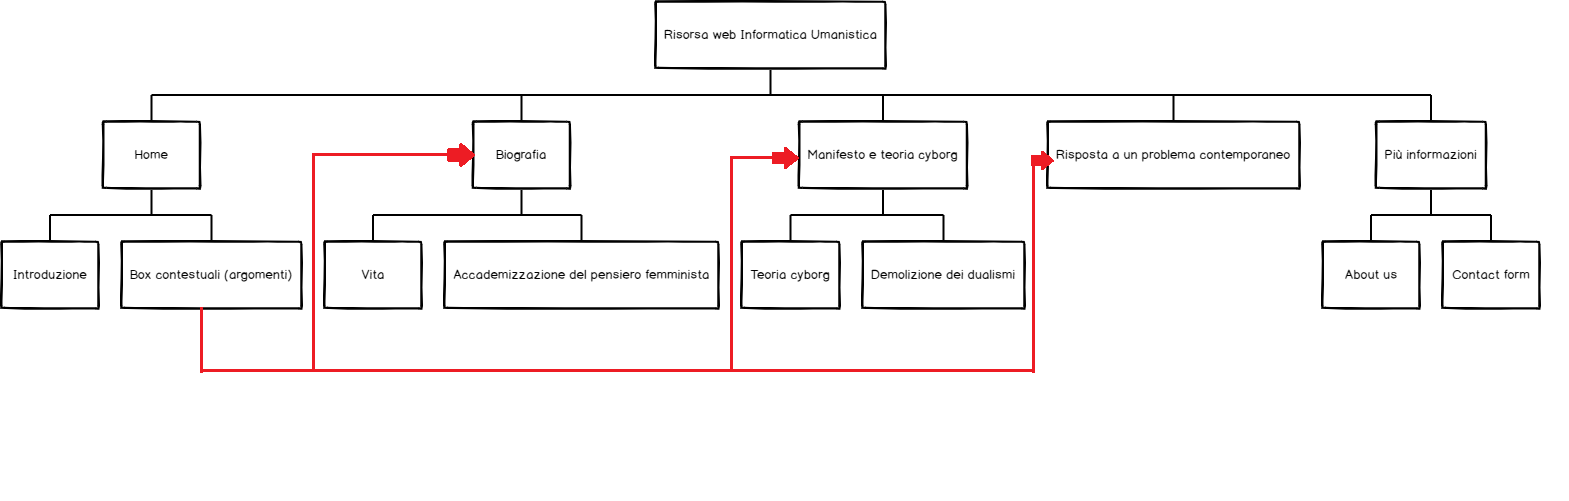 Risorsa web Informatica Umanistica
Home
Biografia
Manifesto e teoria cyborg
Risposta a un problema contemporaneo
Più informazioni
Introduzione
Box contestuali (argomenti)
Vita
Accademizzazione del pensiero femminista
Teoria cyborg
Demolizione dei dualismi
About us
Contact form